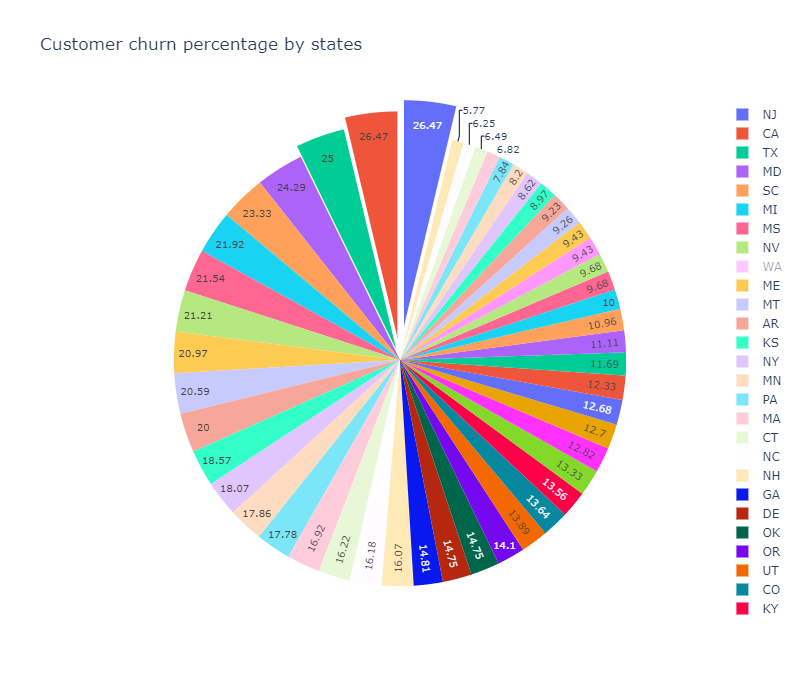 Customer churn percentage by states
26.47
5.77
6.25
6.49
6.82
7.84
8.2
8.62
8.97
9.23
9.26
9.43
9.43
9.68
9.68
10
10.96
11.11
11.69
12.33
12.68
12.7
12.82
13.33
13.56
13.64
13.89
14.1
14.75
14.75
14.81
16.07
16.18
16.22
16.92
17.78
17.86
18.07
18.57
20
20.59
20.97
21.21
21.54
21.92
23.33
24.29
25
26.47
NJ
CA
TX
MD
SC
MI
MS
NV
WA
ME
MT
AR
KS
NY
MN
PA
MA
CT
NC
NH
GA
DE
OK
OR
UT
CO
KY